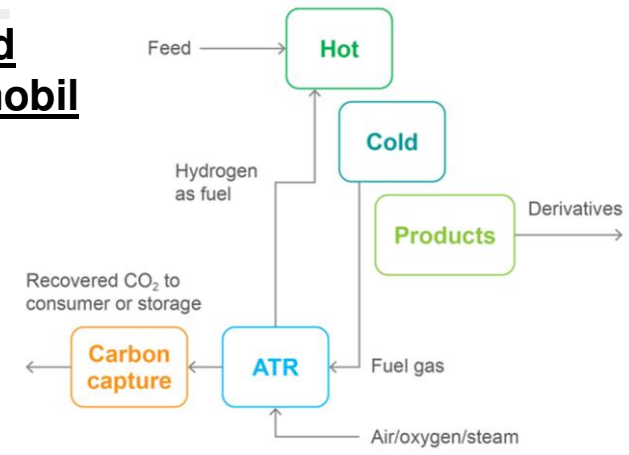 d
nobil
Feed
Hot
Cold
Hydrogen
as fuel
Products
Derivatives
Recovered CO₂ to
consumer or storage
Carbon
capture
ATR
Fuel gas
Air/oxygen/steam